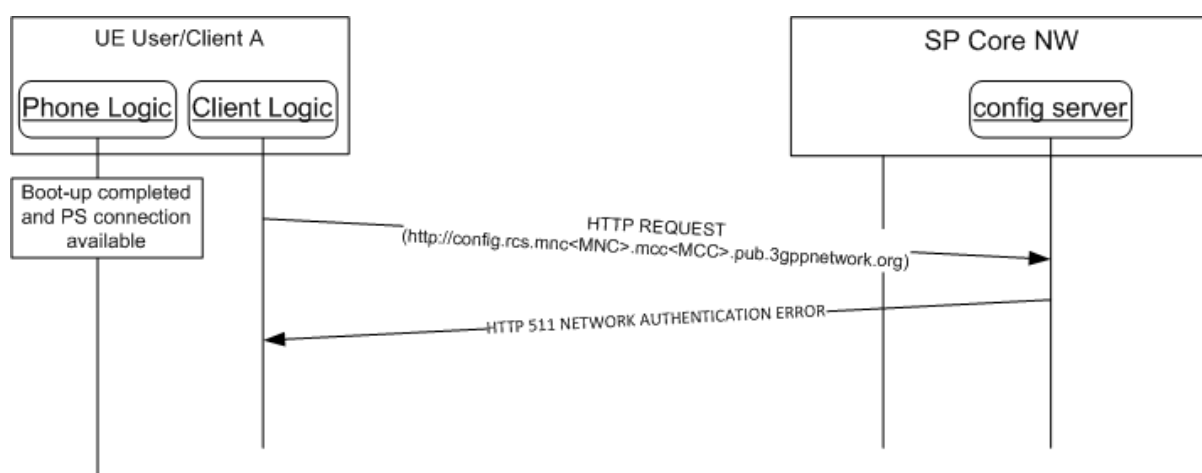 UE User/Client A
SP Core NW
Phone Logic
Client Logic
config server
Boot-up completed
and PS connection
available
HTTP REQUEST
(http://config.rcs.mnc<MNC>.mcc<MCC>.pub.3gppnetwork.org)
HTTP 511 NETWORK AUTHENTICATION ERROR